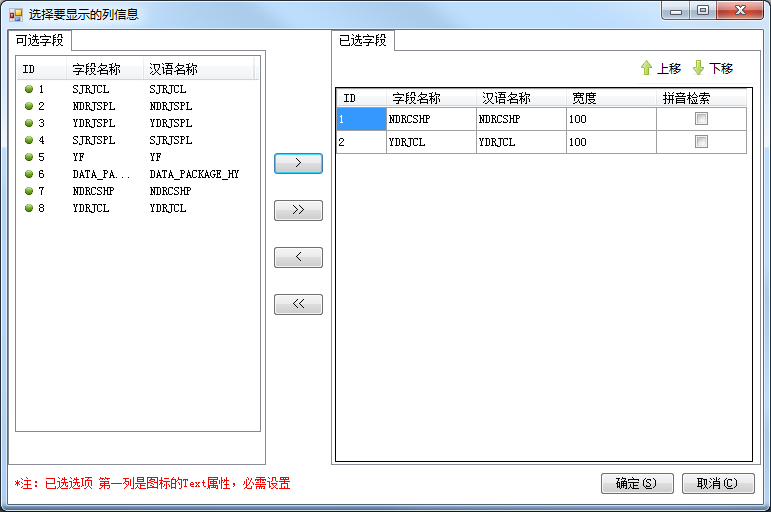 选择要显示的列信息
可选字段
ID 字段名称 汉语名称
1 SJRJCL SJRJCL
2 NDRJSPL NDRJSPL
3 YDRJSPL YDRJSPL
4 SJRJSPL SJRJSPL
5 YF YF
6 DATA_PA... DATA_PACKAGE_HY
7 NDRCSHP NDRCSHP
8 YDRJCL YDRJCL
>
>>
<
<<
已选字段
上移 下移
ID 字段名称 汉语名称 宽度 拼音检索
1 NDRCSHP NDRCSHP 100
2 YDRJCL YDRJCL 100
*注: 已选选项 第一列是图标的Text属性，必需设置
确定(S) 取消(C)